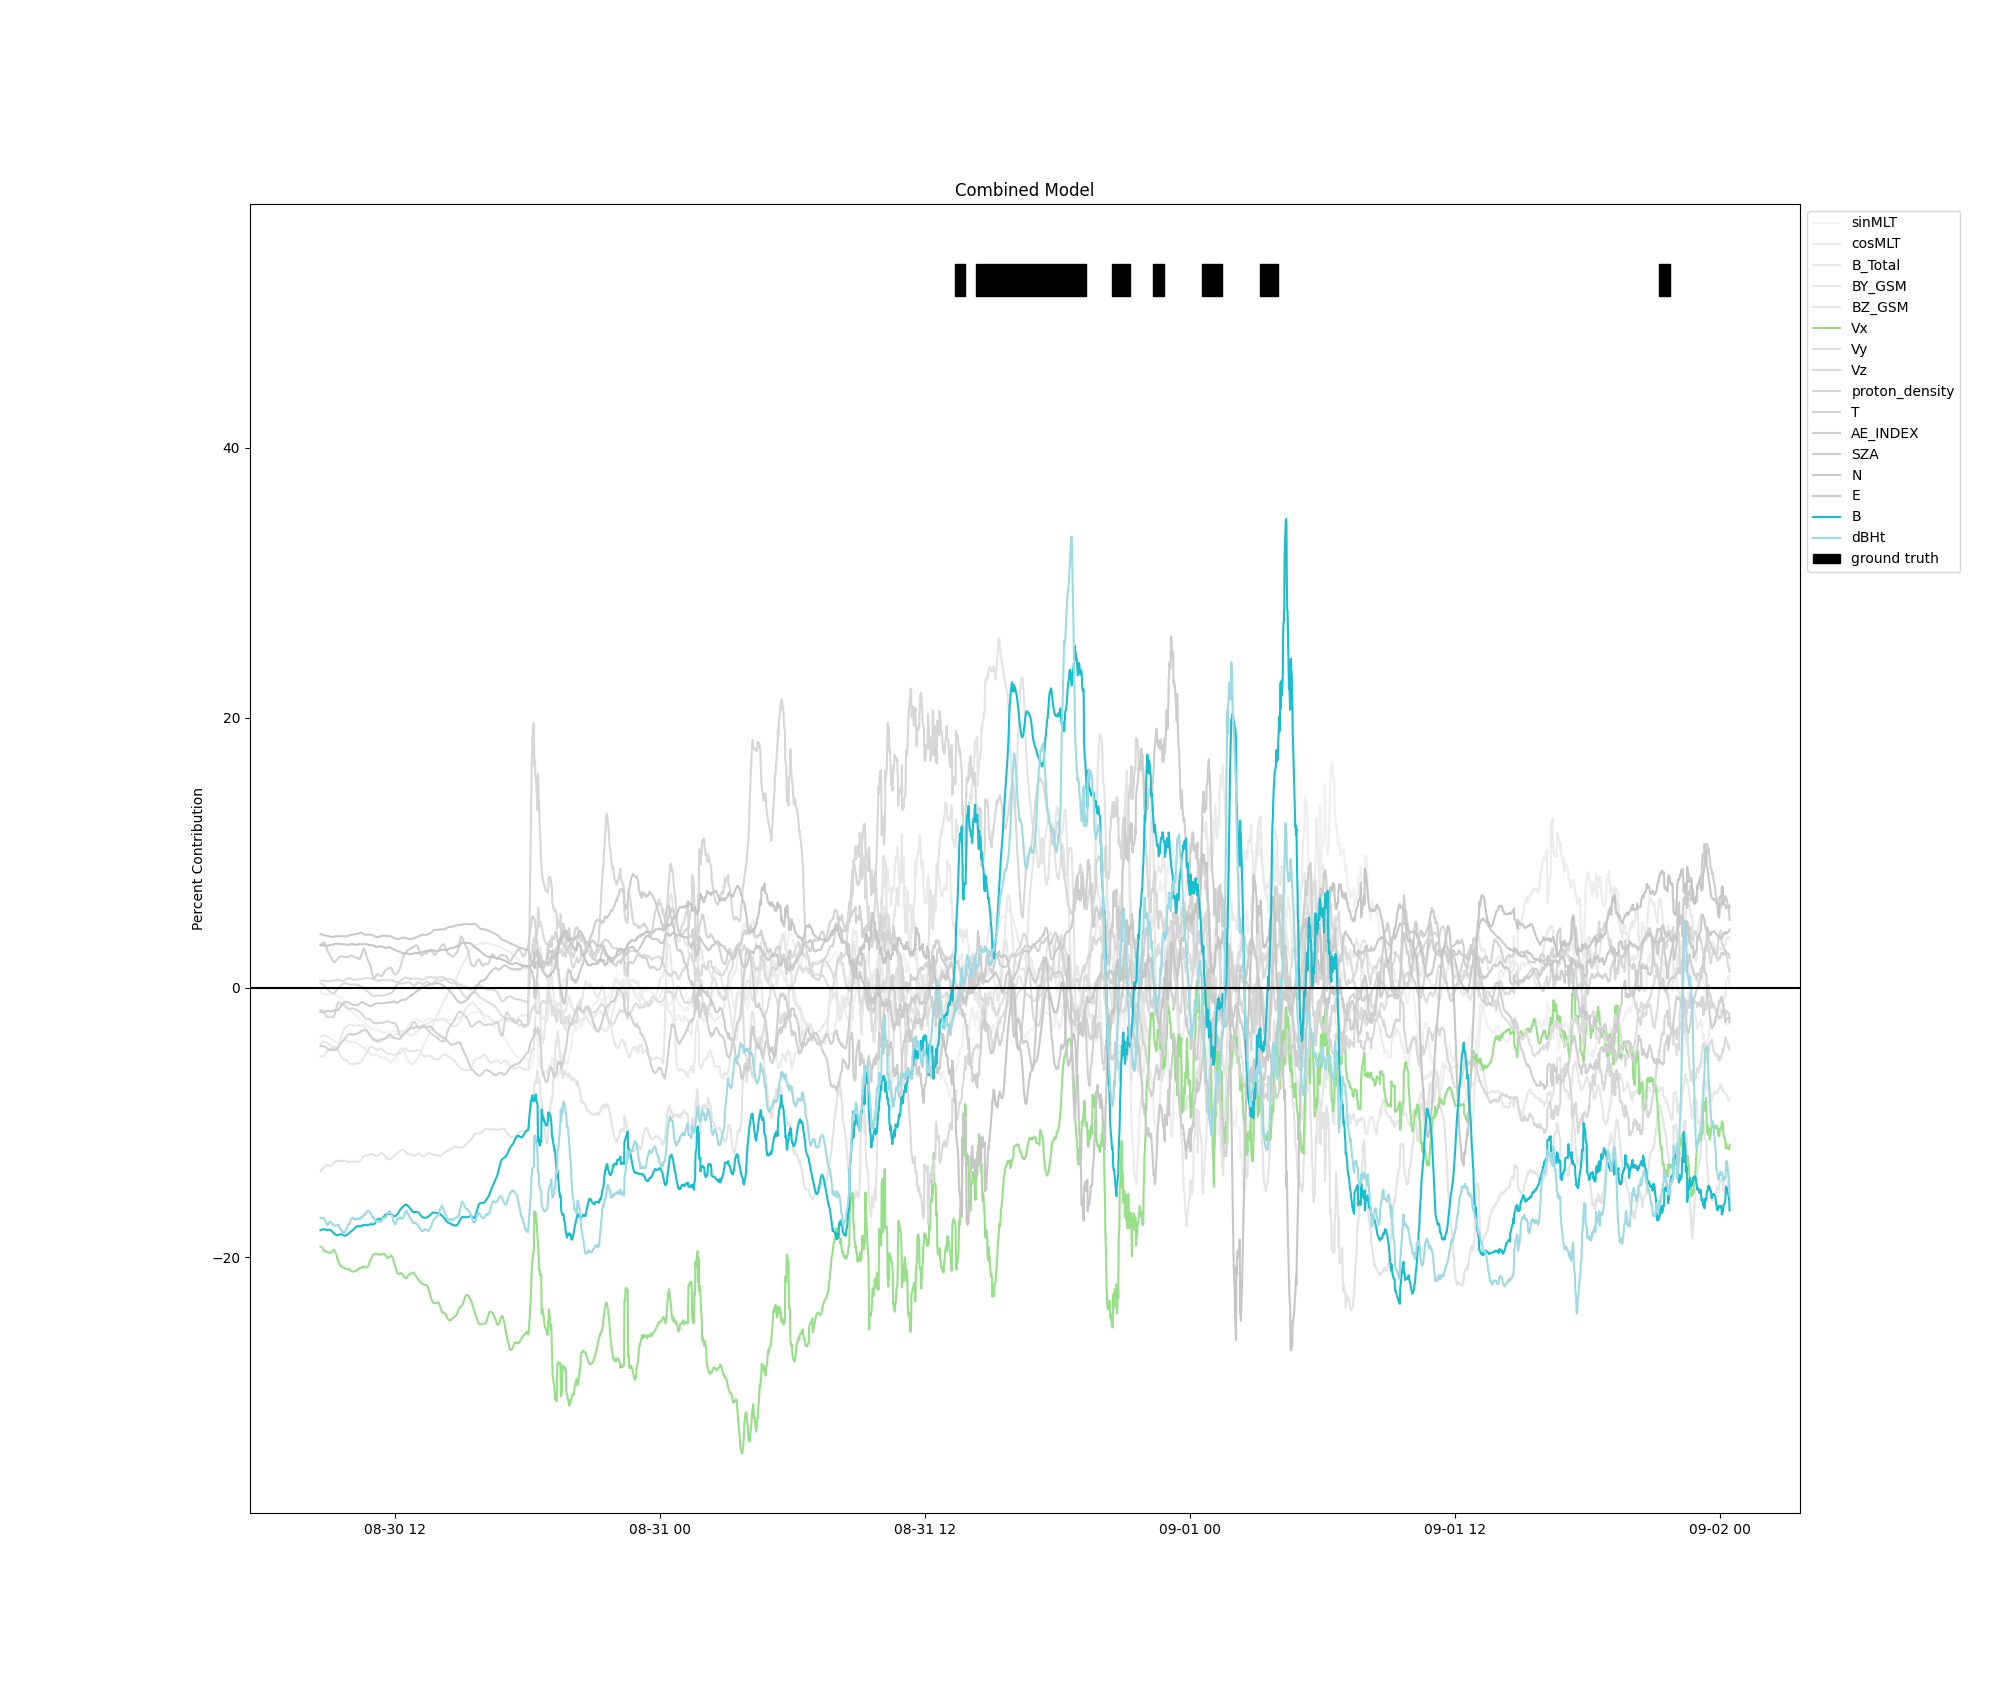 Combined Model
sinMLT
cosMLT
B_Total
BY_GSM
BZ_GSM
Vx
Vy
Vz
proton_density
T
AE_INDEX
SZA
N
E
B
dBHt
ground truth
Percent Contribution
40
20
0
−20
08-30 12
08-31 00
08-31 12
09-01 00
09-01 12
09-02 00